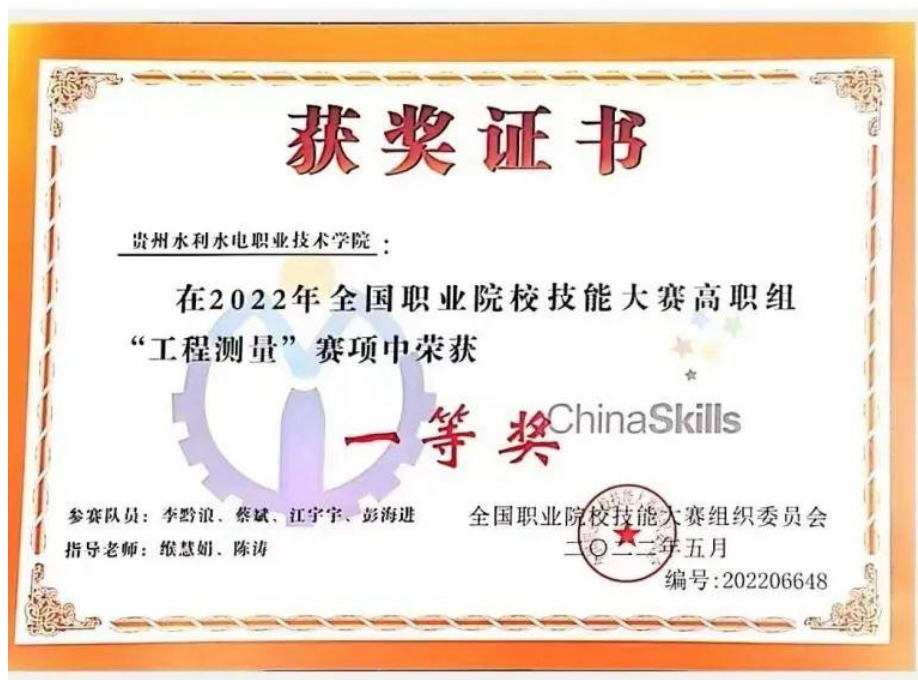 获奖证书
贵州水利水电职业技术学院：
在2022年全国职业院校技能大赛高职组
“工程测量”赛项中荣获
一等奖
ChinaSkills
参赛队员：李黔浪、蔡斌、江宇宇、彭海进
指导老师：缑慧娟、陈涛
全国职业院校技能大赛组织委员会
二〇二二年五月
编号:202206648